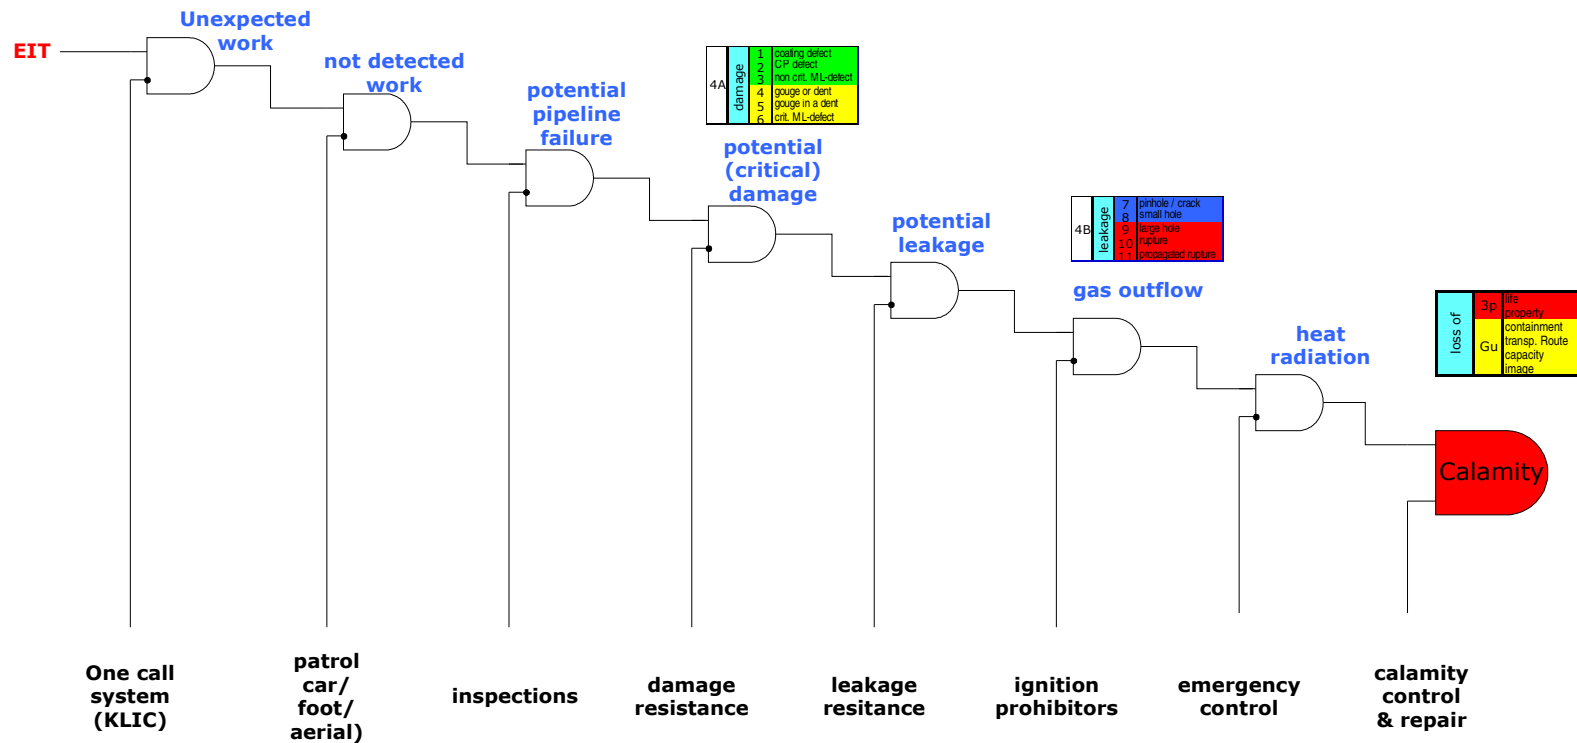 EIT
Unexpected
work
not detected
work
potential
pipeline
failure
4A
damage
1 coating defect
2 CP defect
3 non crit. ML-defect
4 gouge or dent
5 gouge in a dent
6 crit. ML-defect
potential
(critical)
damage
potential
leakage
4B
leakage
7 pinhole / crack
8 small hole
9 large hole
10 rupture
11 propagated rupture
gas outflow
heat
radiation
loss of
3p
life
property
Gu
containment
transp. Route
capacity
image
Calamity
One call
system
(KLIC)
patrol
car/
foot/
aerial)
inspections
damage
resistance
leakage
resitance
ignition
prohibitors
emergency
control
calamity
control
& repair